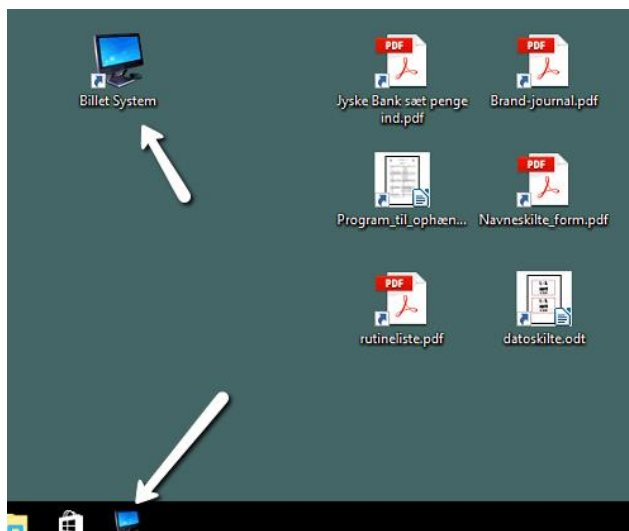 Billet System
PDF
Jyske Bank sæt penge
ind.pdf
PDF
Brand-journal.pdf
Program_til_ophæn...
PDF
Navneskilte_form.pdf
PDF
rutineliste.pdf
datoskilte.odt